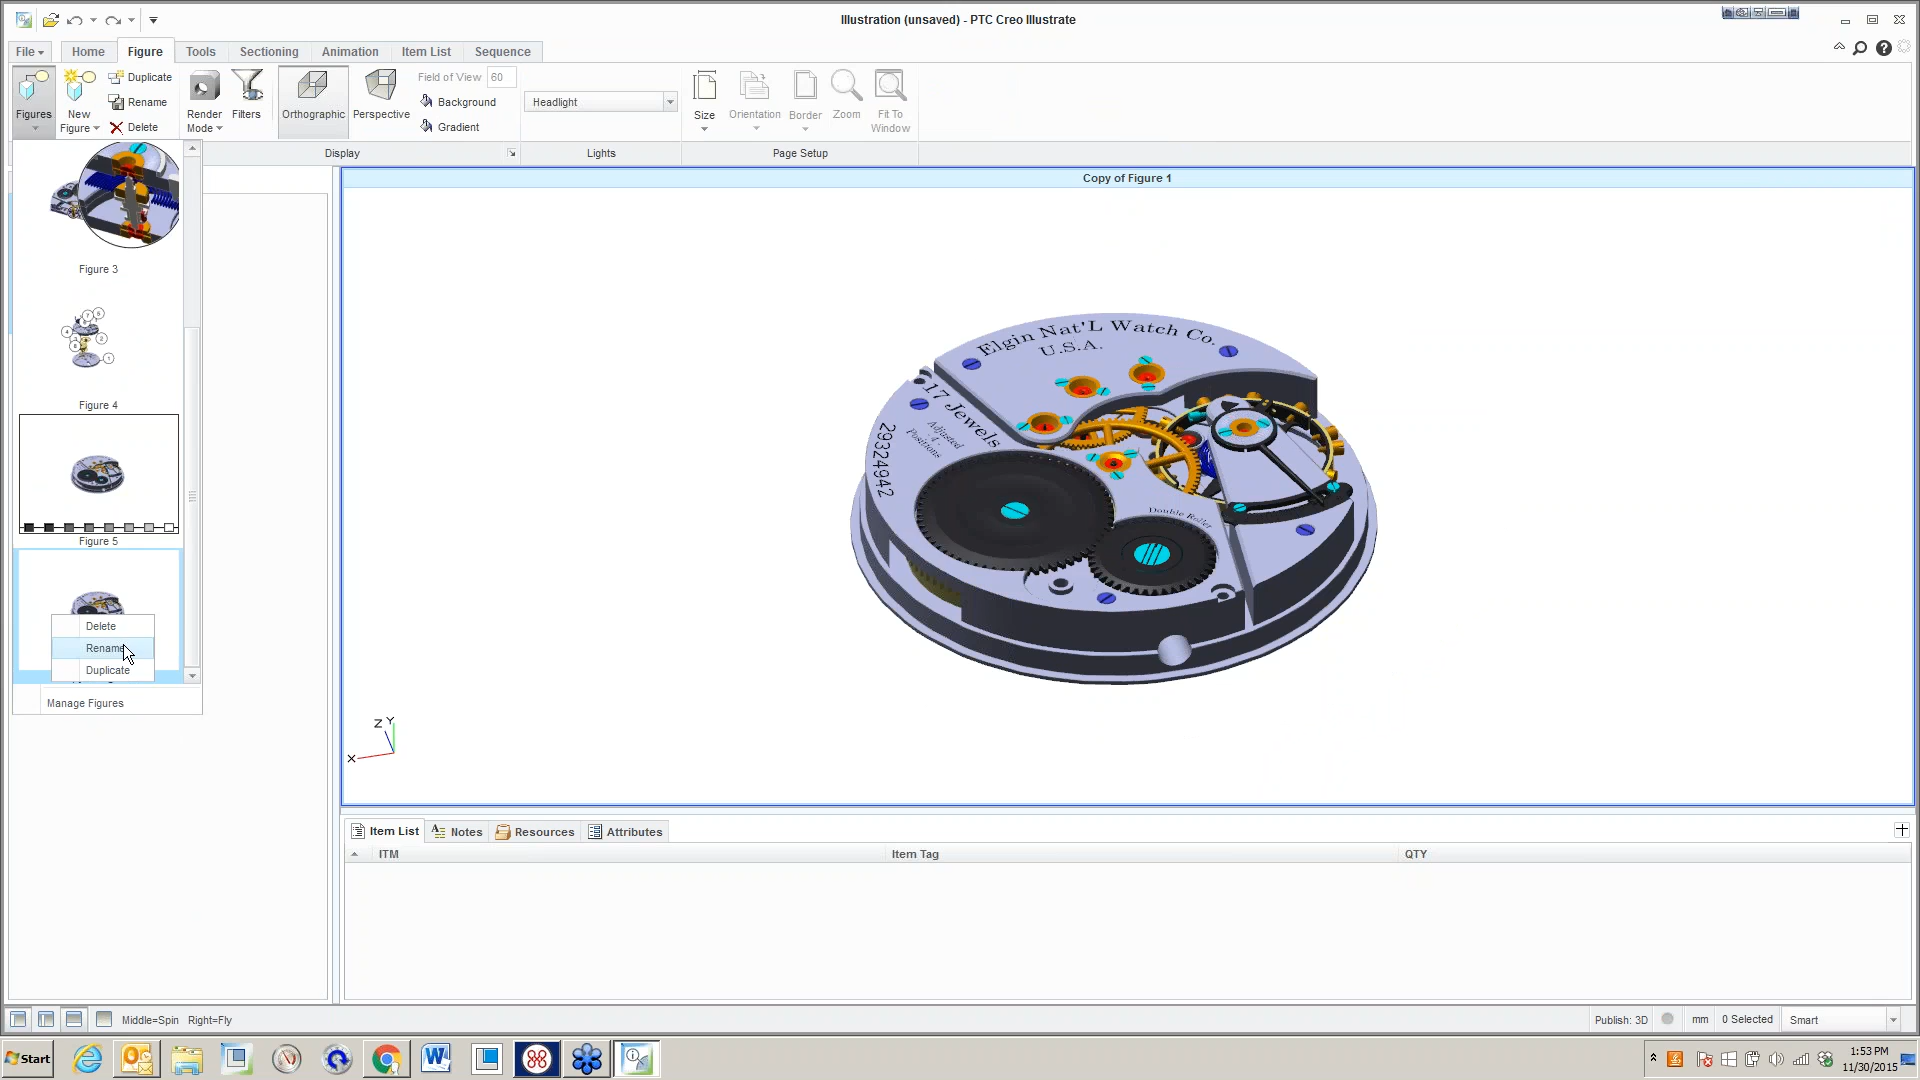 Illustration (unsaved) - PTC Creo Illustrate
File Home Figure Tools Sectioning Animation Item List Sequence
Figures
New Figure
Duplicate
Rename
Delete
Render Mode
Filters
Orthographic
Perspective
Field of View 60
Background
Gradient
Headlight
Size
Orientation
Border
Zoom
Fit To Window
Display
Lights
Page Setup
Figure 3
Figure 4
Figure 5
Delete
Rename
Duplicate
Manage Figures
Copy of Figure 1
Elgin Nat'L Watch Co.
U.S.A.
17 Jewels
Adjusted
4
Positions
29324942
Double Roller
Z Y
X
Item List Notes Resources Attributes
ITM Item Tag QTY
Middle=Spin Right=Fly
Publish: 3D mm 0 Selected Smart
Start
1:53 PM
11/30/2015